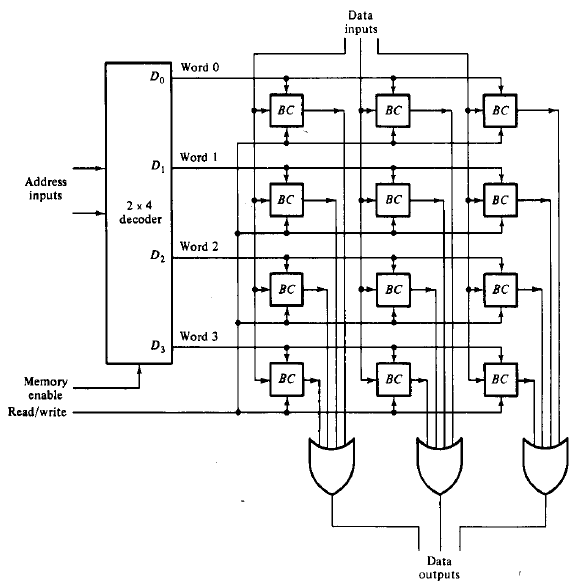 Data
inputs
D0
Word 0
BC BC BC
D1
Word 1
Address
inputs
2 x 4
decoder
BC BC BC
D2
Word 2
BC BC BC
D3
Word 3
Memory
enable
BC BC BC
Read/write
Data
outputs